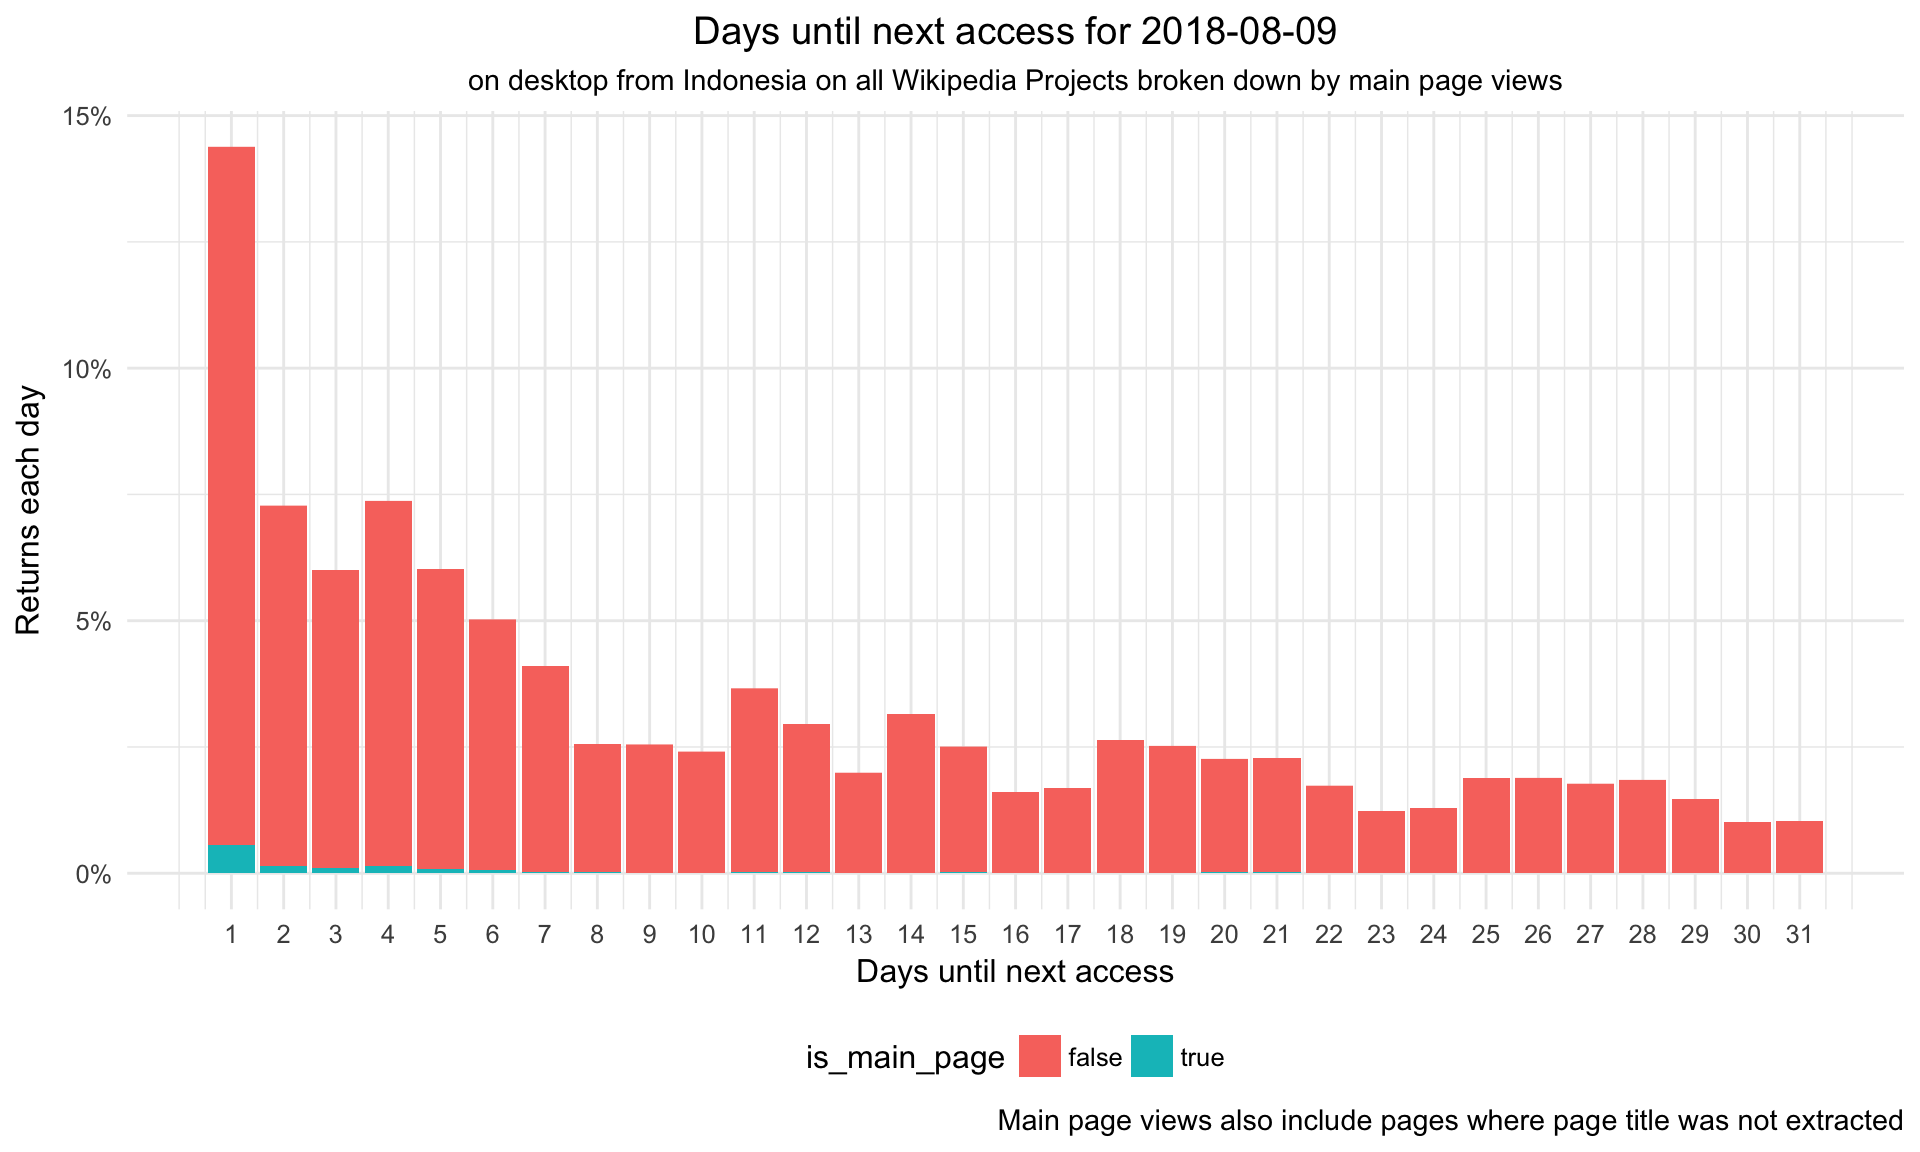 Days until next access for 2018-08-09
on desktop from Indonesia on all Wikipedia Projects broken down by main page views
15%
10%
5%
0%
Returns each day
1 2 3 4 5 6 7 8 9 10 11 12 13 14 15 16 17 18 19 20 21 22 23 24 25 26 27 28 29 30 31
Days until next access
is_main_page false true
Main page views also include pages where page title was not extracted